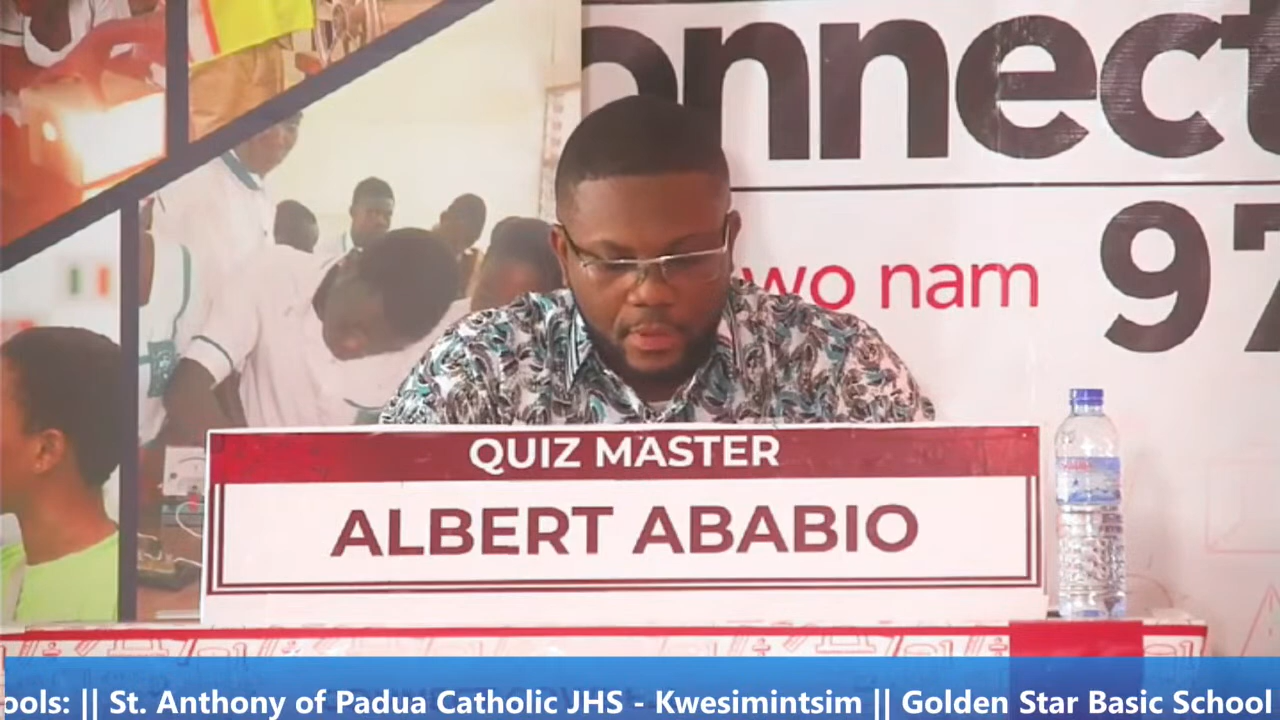 onnect
wo nam
97
QUIZ MASTER
ALBERT ABABIO
ools: || St. Anthony of Padua Catholic JHS - Kwesimintsim || Golden Star Basic School